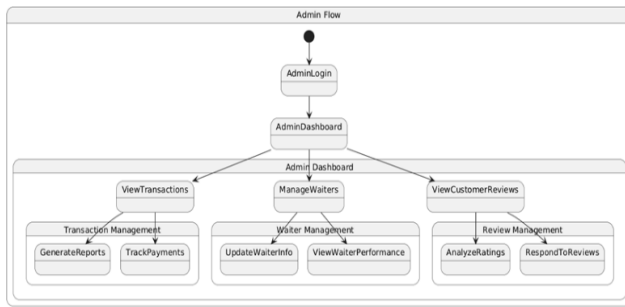 Admin Flow
AdminLogin
AdminDashboard
Admin Dashboard
ViewTransactions
ManageWaiters
ViewCustomerReviews
Transaction Management
Waiter Management
Review Management
GenerateReports
TrackPayments
UpdateWaiterInfo
ViewWaiterPerformance
AnalyzeRatings
RespondToReviews